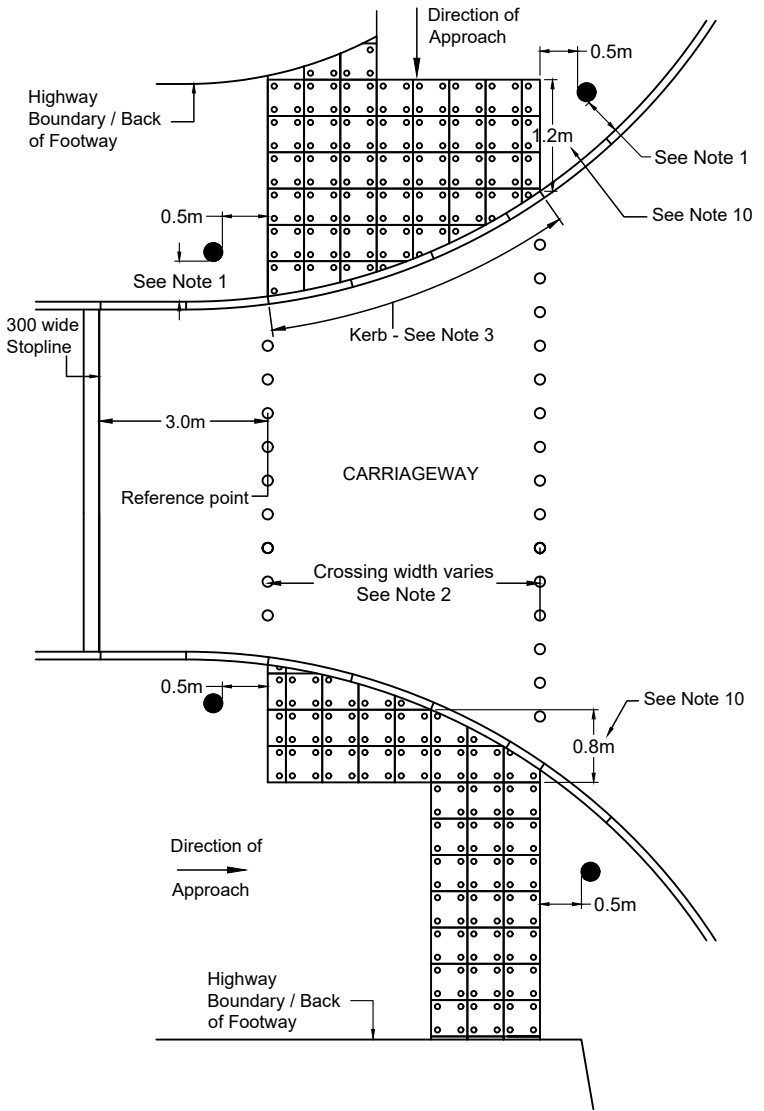 Direction of
Approach
0.5m
Highway
Boundary / Back
of Footway
1.2m
See Note 1
0.5m
See Note 10
See Note 1
300 wide
Stopline
Kerb - See Note 3
3.0m
CARRIAGEWAY
Reference point
Crossing width varies
See Note 2
0.5m
See Note 10
0.8m
Direction of
Approach
0.5m
Highway
Boundary / Back
of Footway